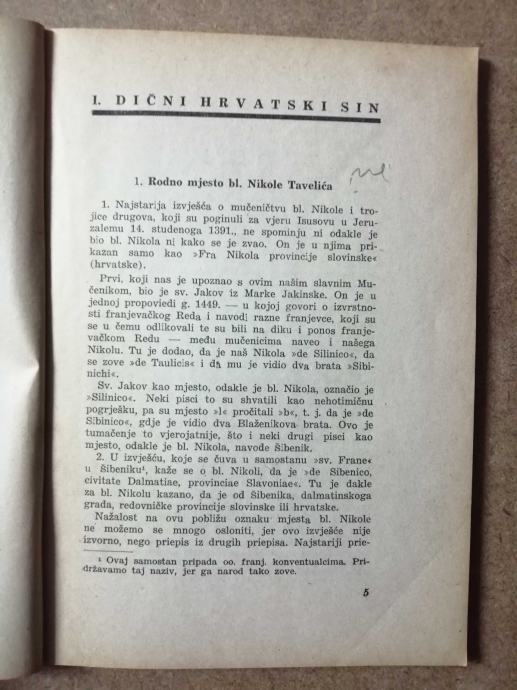 I. DIČNI HRVATSKI SIN
1. Rodno mjesto bl. Nikole Tavelića
1. Najstarija izvješća o mučeništvu bl. Nikole i tro-
jice drugova, koji su poginuli za vjeru Isusovu u Jeru-
zalemu 14. studenoga 1391., ne spominju ni odakle je
bio bl. Nikola ni kako se je zvao. On je u njima pri-
kazan samo kao »Fra Nikola provincije slovinske«
(hrvatske).
Prvi, koji nas je upoznao s ovim našim slavnim Mu-
čenikom, bio je sv. Jakov iz Marke Jakinske. On je u
jednoj propoviedi g. 1449. — u kojoj govori o izvrstno-
sti franjevačkog Reda i navodi razne franjevce, koji su
se u čemu odlikovali te su bili na diku i ponos franje-
vačkom Redu — među mučenicima naveo i našega
Nikolu. Tu je dodao, da je naš Nikola »de Silinico«, da
se zove »de Taulicis« i da mu je vidio dva brata »Sibi-
nichi«.
Sv. Jakov kao mjesto, odakle je bl. Nikola, označio je
»Silinico«. Neki pisci to su shvatili kao nehotimičnu
pogrješku, pa su mjesto »l« pročitali »b«, t. j. da je »de
Sibinico«, gdje je vidio dva Blaženikova brata. Ovo je
tumačenje to vjerojatnije, što i neki drugi pisci kao
mjesto, odakle je bl. Nikola, navode Šibenik.
2. U izvješću, koje se čuva u samostanu »sv. Frane«
u Šibeniku¹, kaže se o bl. Nikoli, da je »de Sibenico,
civitate Dalmatiae, provinciae Slavoniae«. Tu je dakle
za bl. Nikolu kazano, da je od Šibenika, dalmatinskoga
grada, redovničke provincije slovinske ili hrvatske.
Nažalost na ovu pobližu oznaku mjesta bl. Nikole
ne možemo se mnogo osloniti, jer ovo izvješće nije
izvorno, nego priepis iz drugih priepisa. Najstariji prie-
¹ Ovaj samostan pripada oo. franj. konventualcima. Pri-
državamo taj naziv, jer ga narod tako zove.
5